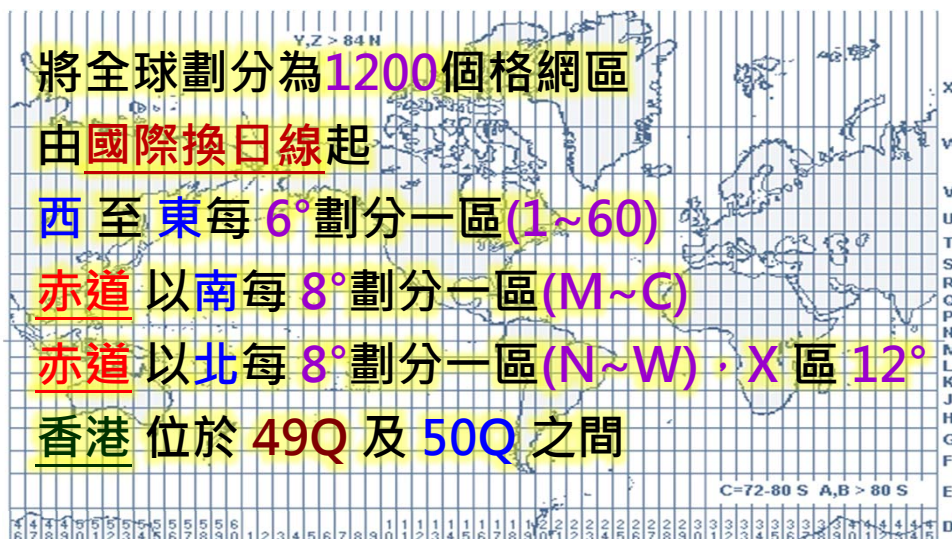 Y,Z > 84 N
將全球劃分為1200個格網區
由國際換日線起
西 至 東每 6°劃分一區(1~60)
赤道 以南每 8°劃分一區(M~C)
赤道 以北每 8°劃分一區(N~W)，X 區 12°
香港 位於 49Q 及 50Q 之間
C=72-80 S A,B > 80 S
X
W
V
U
T
S
R
Q
P
N
M
L
K
J
H
G
F
E
D